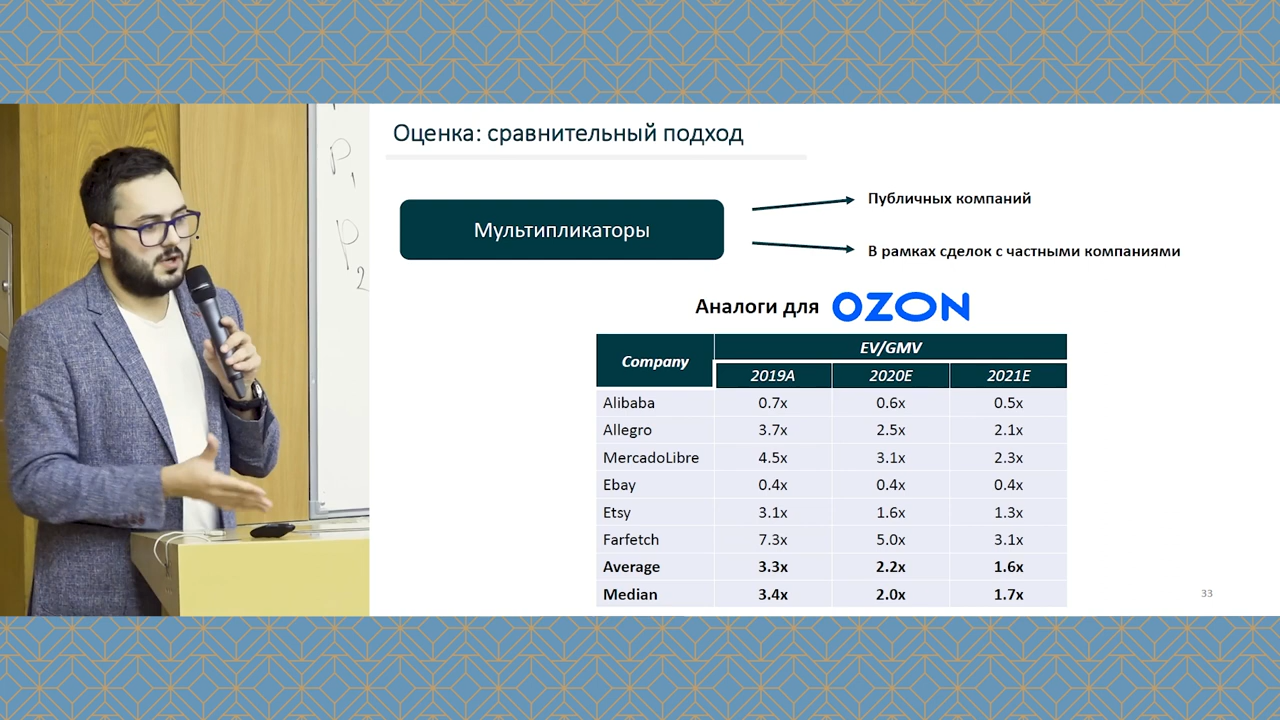 P1
P2
Оценка: сравнительный подход
Мультипликаторы
Публичных компаний
В рамках сделок с частными компаниями
Аналоги для OZON
Company EV/GMV
2019A 2020E 2021E
Alibaba 0.7x 0.6x 0.5x
Allegro 3.7x 2.5x 2.1x
MercadoLibre 4.5x 3.1x 2.3x
Ebay 0.4x 0.4x 0.4x
Etsy 3.1x 1.6x 1.3x
Farfetch 7.3x 5.0x 3.1x
Average 3.3x 2.2x 1.6x
Median 3.4x 2.0x 1.7x
33